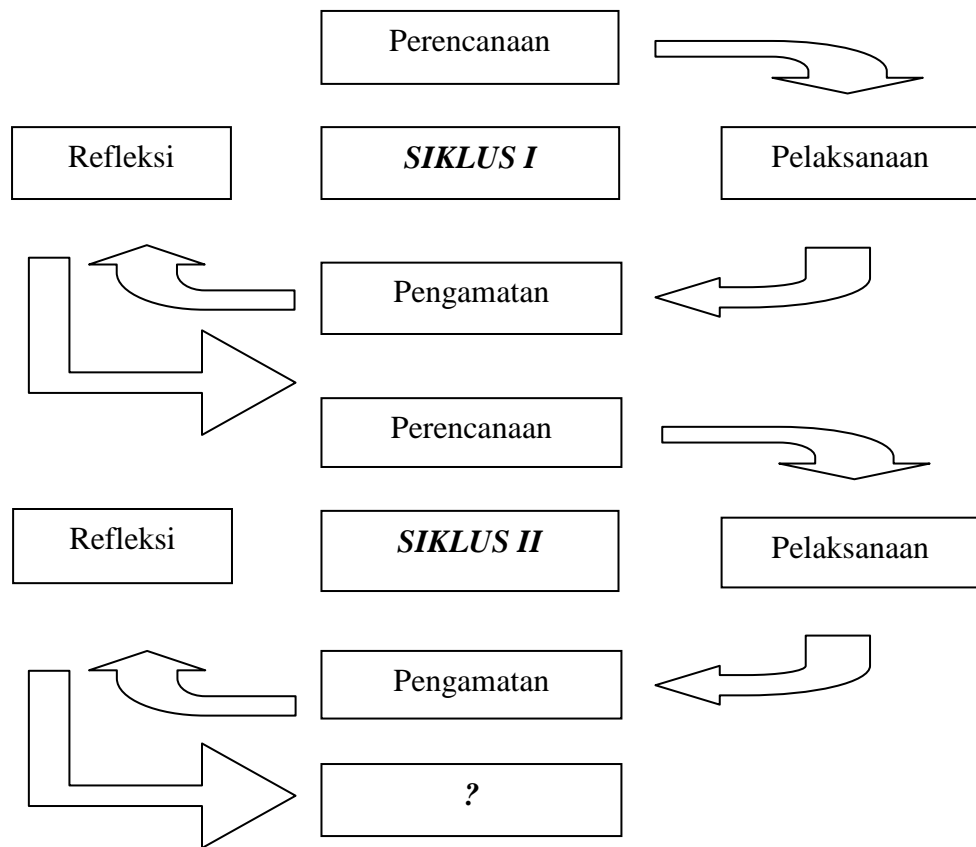 Perencanaan
Refleksi
SIKLUS I
Pelaksanaan
Pengamatan
Perencanaan
Refleksi
SIKLUS II
Pelaksanaan
Pengamatan
?